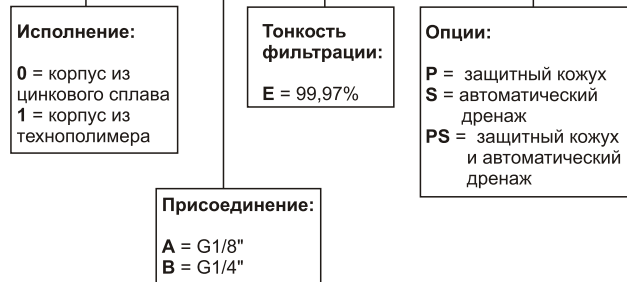 Исполнение:
0 = корпус из
цинкового сплава
1 = корпус из
технополимера
Присоединение:
A = G1/8"
B = G1/4"
Тонкость
фильтрации:
E = 99,97%
Опции:
P = защитный кожух
S = автоматический
дренаж
PS = защитный кожух
и автоматический
дренаж